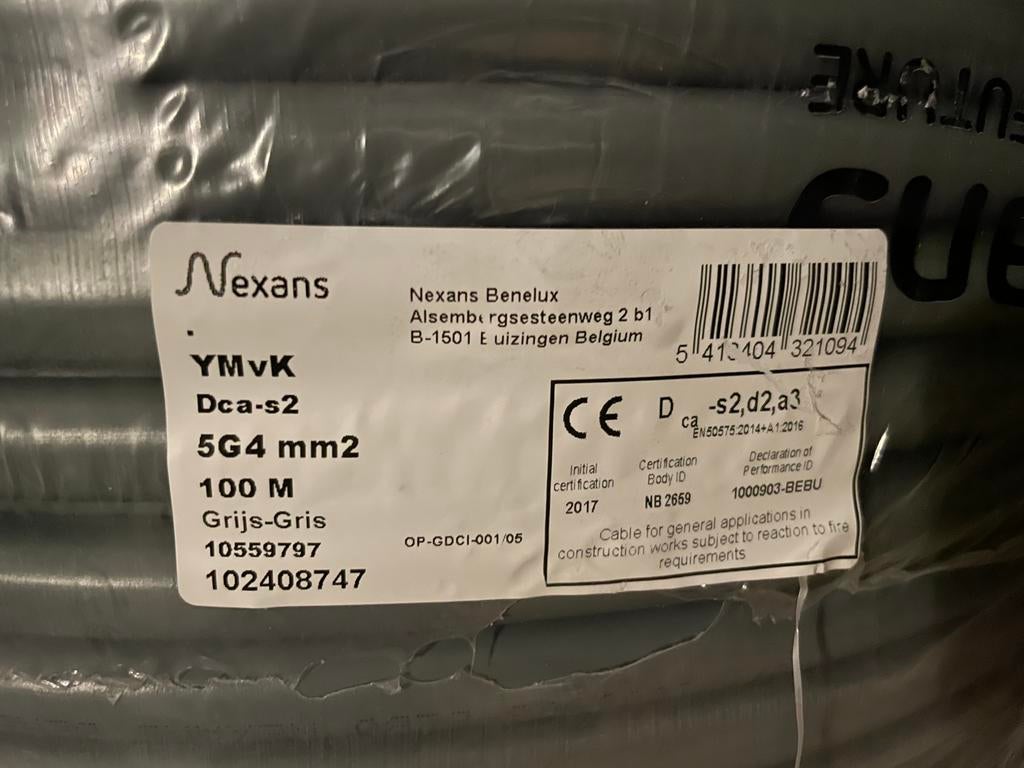 FUTURE
Nexans
Nexans Benelux
Alsembergsesteenweg 2 b1
B-1501 Buizingen Belgium
.
YMvK
Dca-s2
5G4 mm2
100 M
Grijs-Gris
10559797
102408747
OP-GDCI-001/05
5 413404 321094
CE
D ca -s2,d2,a3
EN50575:2014+A1:2016
Initial certification
2017
Certification Body ID
NB 2659
Declaration of Performance ID
1000903-BEBU
Cable for general applications in
construction works subject to reaction to fire
requirements